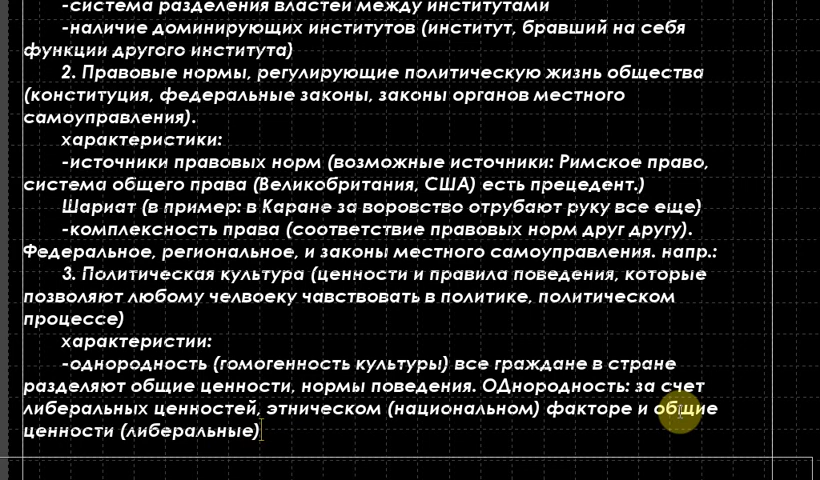 -система разделения властей между институтами
-наличие доминирующих институтов (институт, бравший на себя
функции другого института)
2. Правовые нормы, регулирующие политическую жизнь общества
(конституция, федеральные законы, законы органов местного
самоуправления).
характеристики:
-источники правовых норм (возможные источники: Римское право,
система общего права (Великобритания, США) есть прецедент.)
Шариат (в пример: в Каране за воровство отрубают руку все еще)
-комплексность права (соответствие правовых норм друг другу).
Федеральное, региональное, и законы местного самоуправления. напр.:
3. Политическая культура (ценности и правила поведения, которые
позволяют любому челвоеку чавствовать в политике, политическом
процессе)
характеристии:
-однородность (гомогенность культуры) все граждане в стране
разделяют общие ценности, нормы поведения. ОДнородность: за счет
либеральных ценностей, этническом (национальном) факторе и общие
ценности (либеральные)